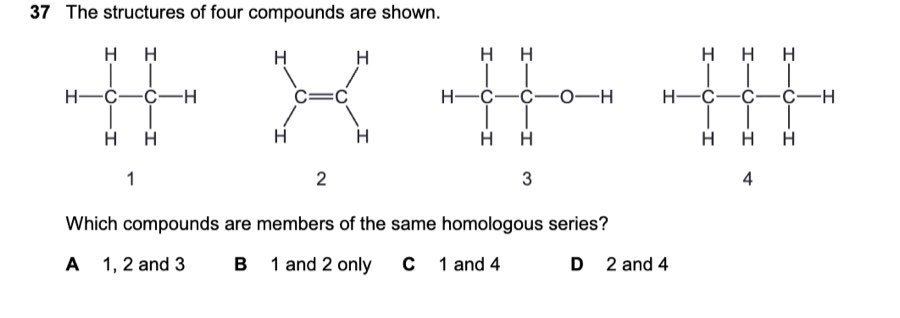 37 The structures of four compounds are shown.
H H
H C C H
H H
H H
C C
H H
H H
H C C O H
H H
H H H
H C C C H
H H H
1 2 3 4
Which compounds are members of the same homologous series?
A 1, 2 and 3 B 1 and 2 only C 1 and 4 D 2 and 4